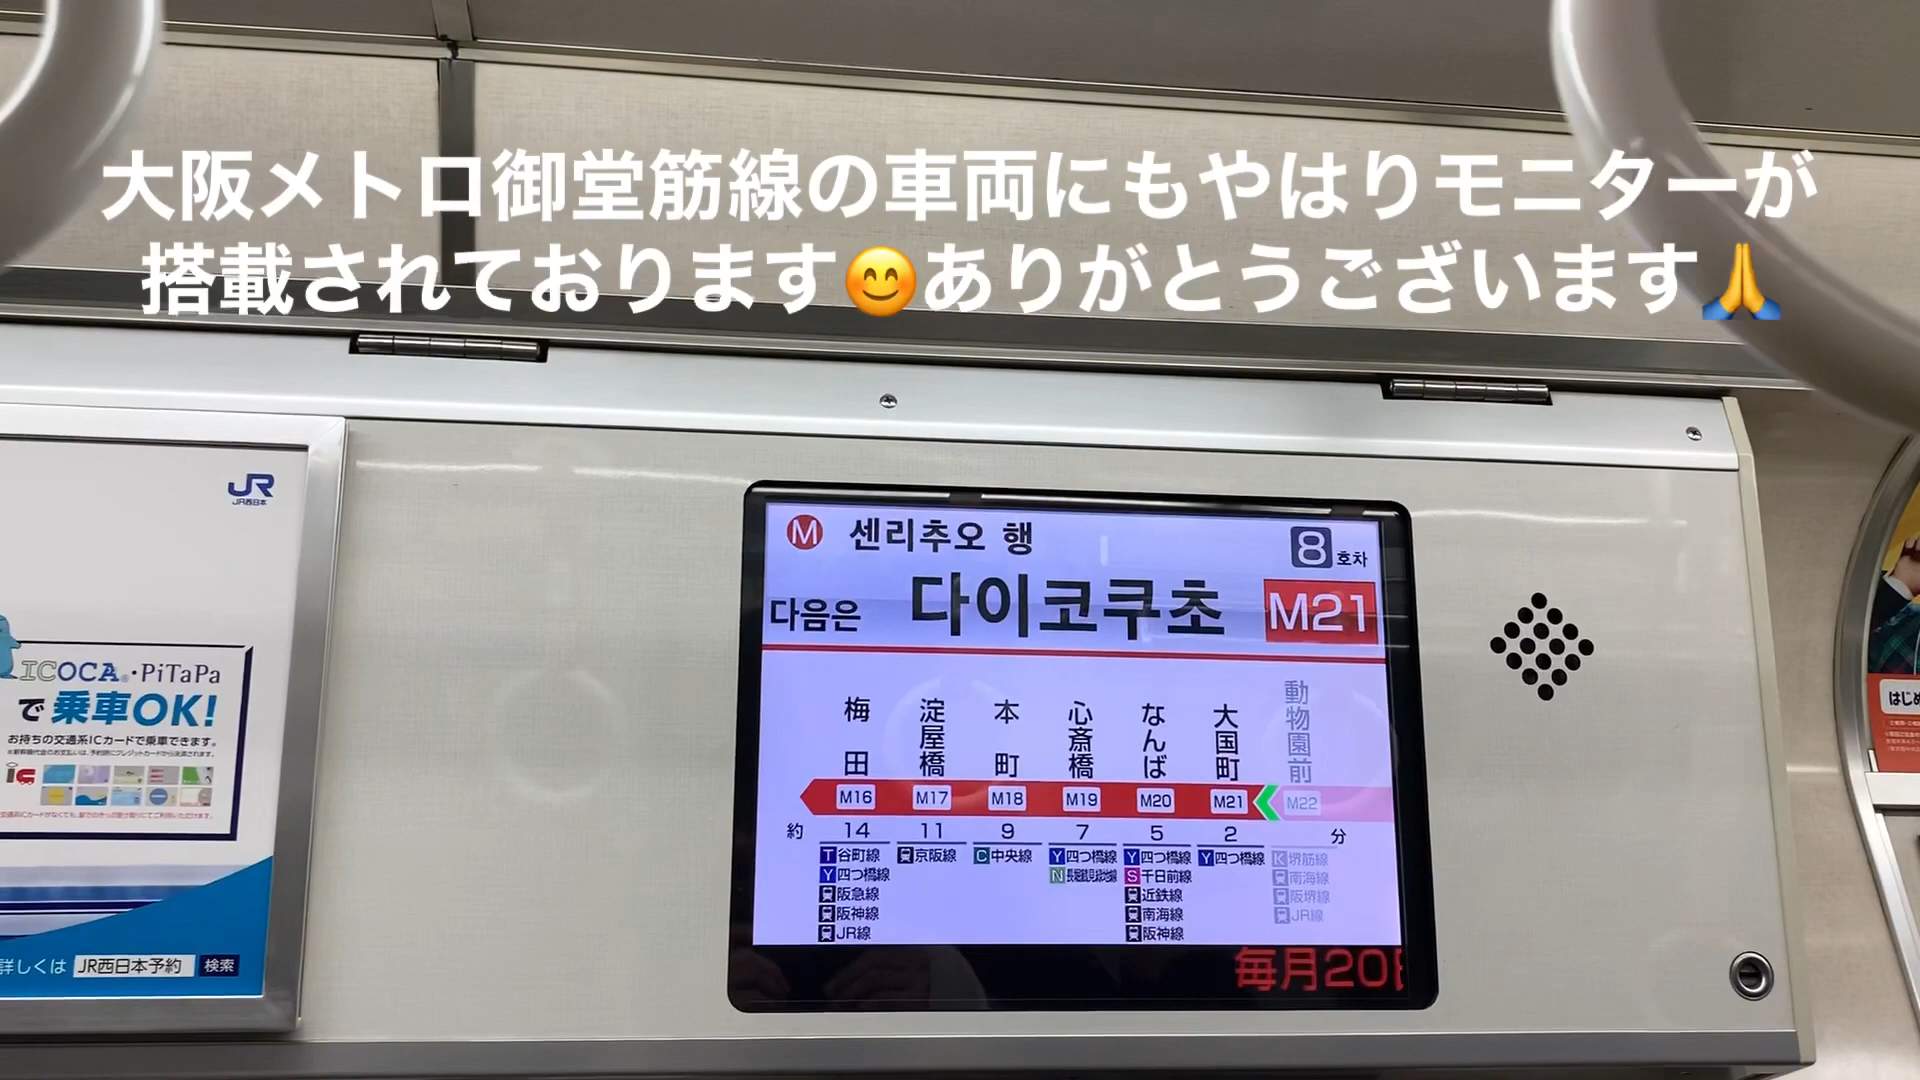 大阪メトロ御堂筋線の車両にもやはりモニターが
搭載されております😊ありがとうございます🙏
JR
JR西日本
ICOCA・PiTaPa
で乗車OK!
お持ちの交通系ICカードで乗車できます。
詳しくは JR西日本予約 検索
M 센리추오 행
8 호차
다음은 다이코쿠초 M21
梅田 淀屋橋 本町 心斎橋 なんば 大国町 動物園前
M16 M17 M18 M19 M20 M21 M22
約 14 11 9 7 5 2 分
T谷町線 京阪線 C中央線 Y四つ橋線 Y四つ橋線 Y四つ橋線 K堺筋線
Y四つ橋線 N長堀鶴見緑地線 S千日前線 南海線
阪急線 近鉄線 阪堺線
阪神線 南海線 JR線
JR線 阪神線
毎月20日
はじめ